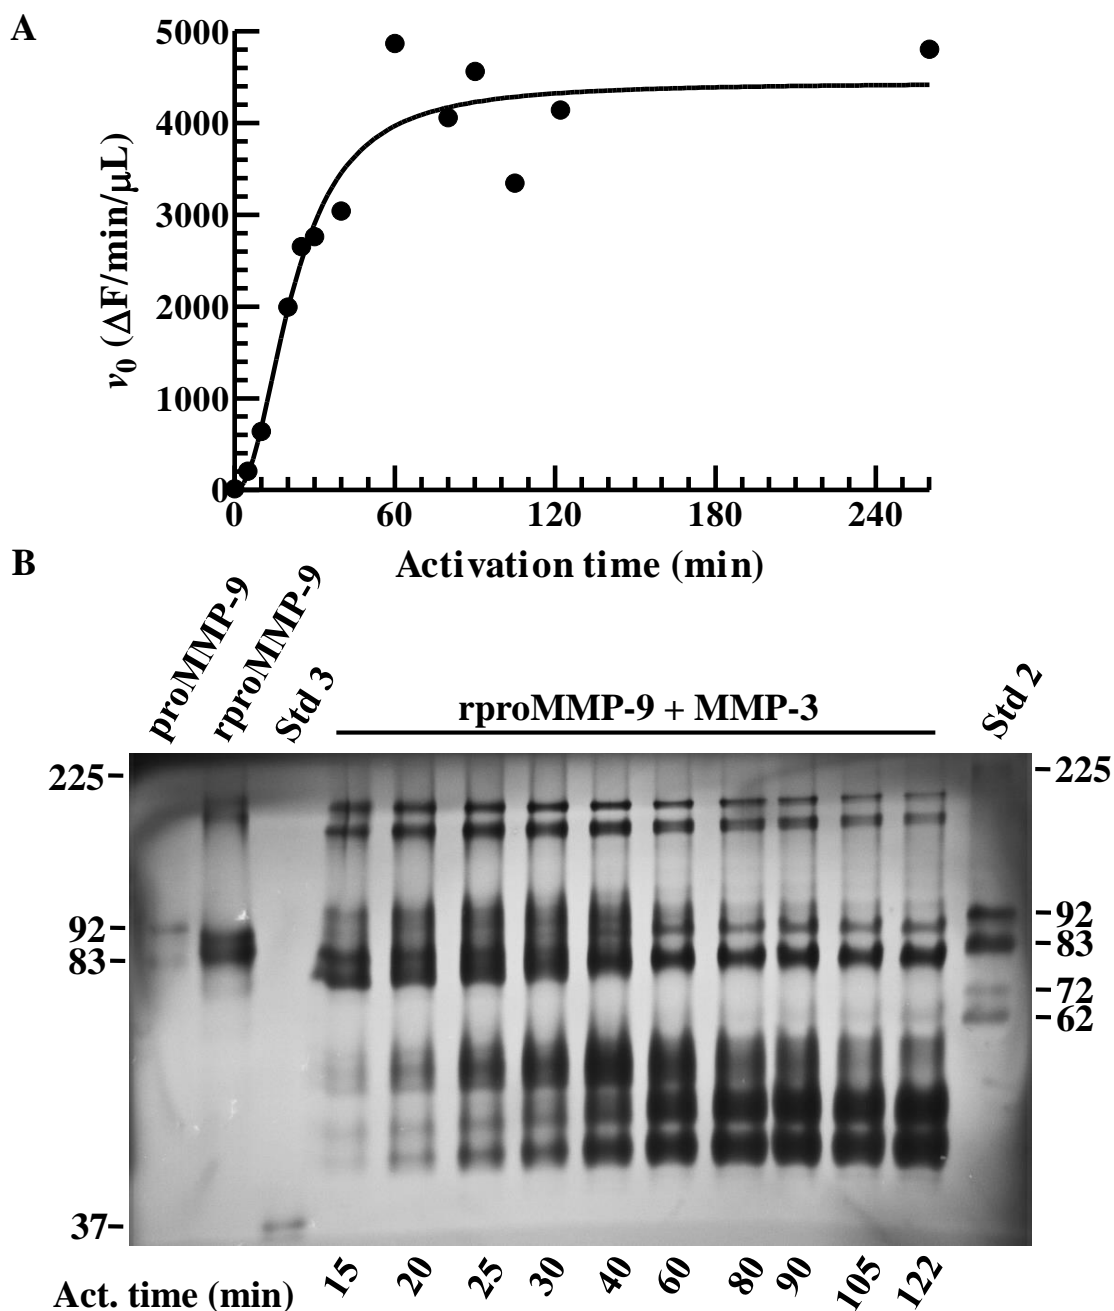 A
5000
4000
3000
2000
1000
0
v0 (ΔF/min/μL)
0 60 120 180 240
Activation time (min)
B
proMMP-9
rproMMP-9
Std 3
rproMMP-9 + MMP-3
Std 2
225
92
83
37
225
92
83
72
62
15 20 25 30 40 60 80 90 105 122
Act. time (min)